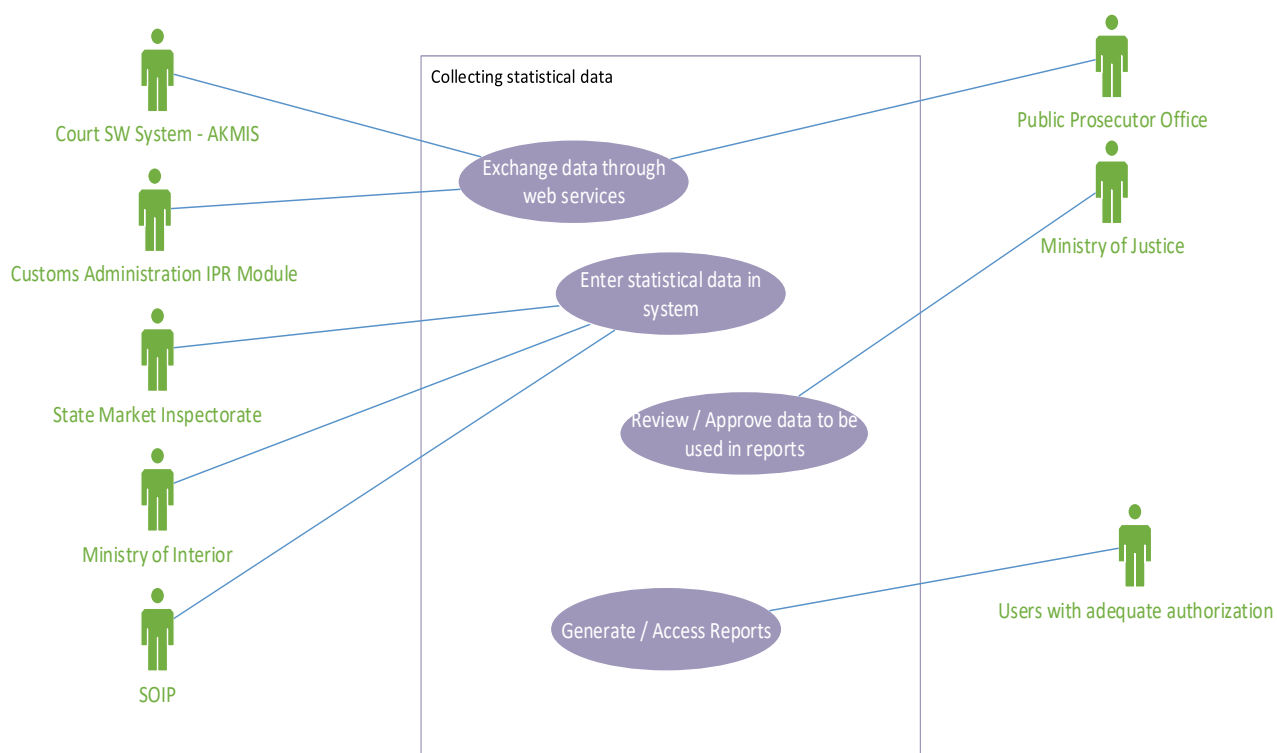 Collecting statistical data
Court SW System - AKMIS
Public Prosecutor Office
Exchange data through
web services
Customs Administration IPR Module
Ministry of Justice
Enter statistical data in
system
State Market Inspectorate
Review / Approve data to be
used in reports
Ministry of Interior
Users with adequate authorization
Generate / Access Reports
SOIP